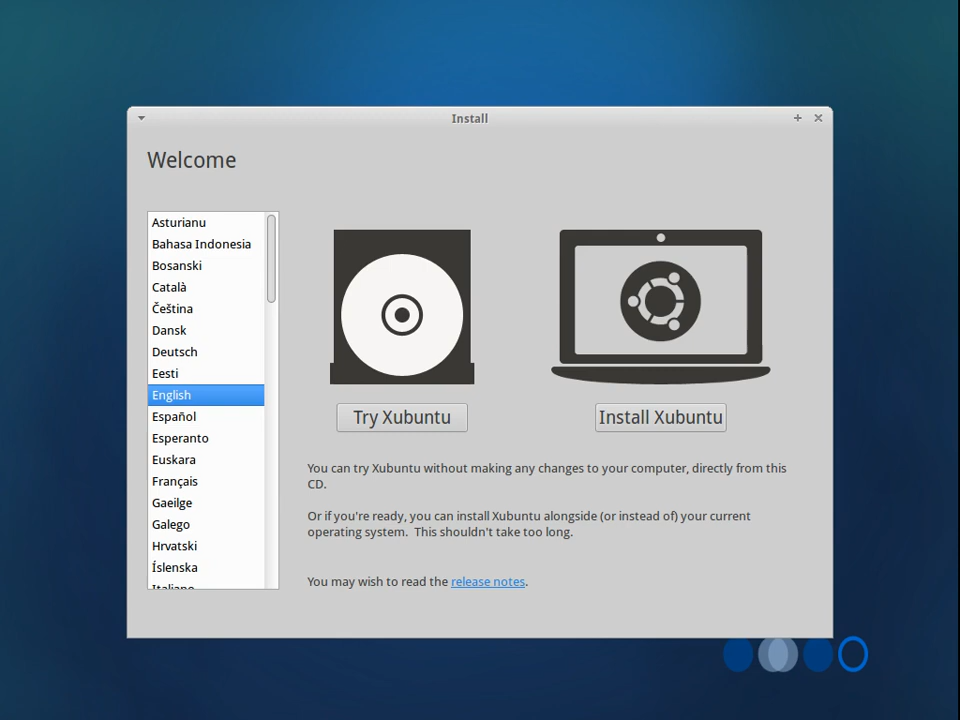 Install
Welcome
Asturianu
Bahasa Indonesia
Bosanski
Català
Čeština
Dansk
Deutsch
Eesti
English
Español
Esperanto
Euskara
Français
Gaeilge
Galego
Hrvatski
Íslenska
Italiano
Try Xubuntu
Install Xubuntu
You can try Xubuntu without making any changes to your computer, directly from this
CD.
Or if you're ready, you can install Xubuntu alongside (or instead of) your current
operating system.  This shouldn't take too long.
You may wish to read the release notes.